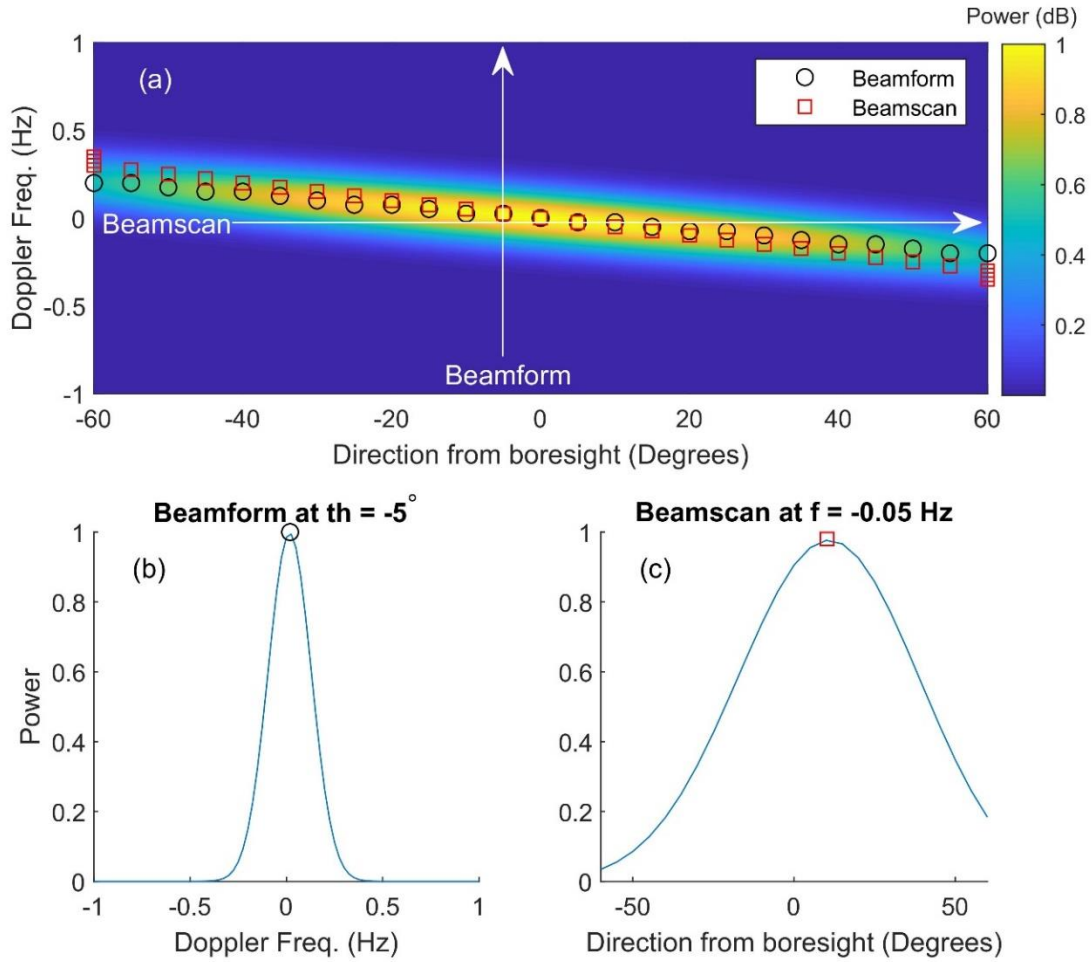 Power (dB)
(a)
Beamform
Beamscan
1
0.5
0
-0.5
-1
Doppler Freq. (Hz)
Beamscan
Beamform
-60
-40
-20
0
20
40
60
Direction from boresight (Degrees)
1
0.8
0.6
0.4
0.2
Beamform at th = -5°
(b)
1
0.8
0.6
0.4
0.2
0
Power
-1
-0.5
0
0.5
1
Doppler Freq. (Hz)
Beamscan at f = -0.05 Hz
(c)
1
0.8
0.6
0.4
0.2
0
-50
0
50
Direction from boresight (Degrees)